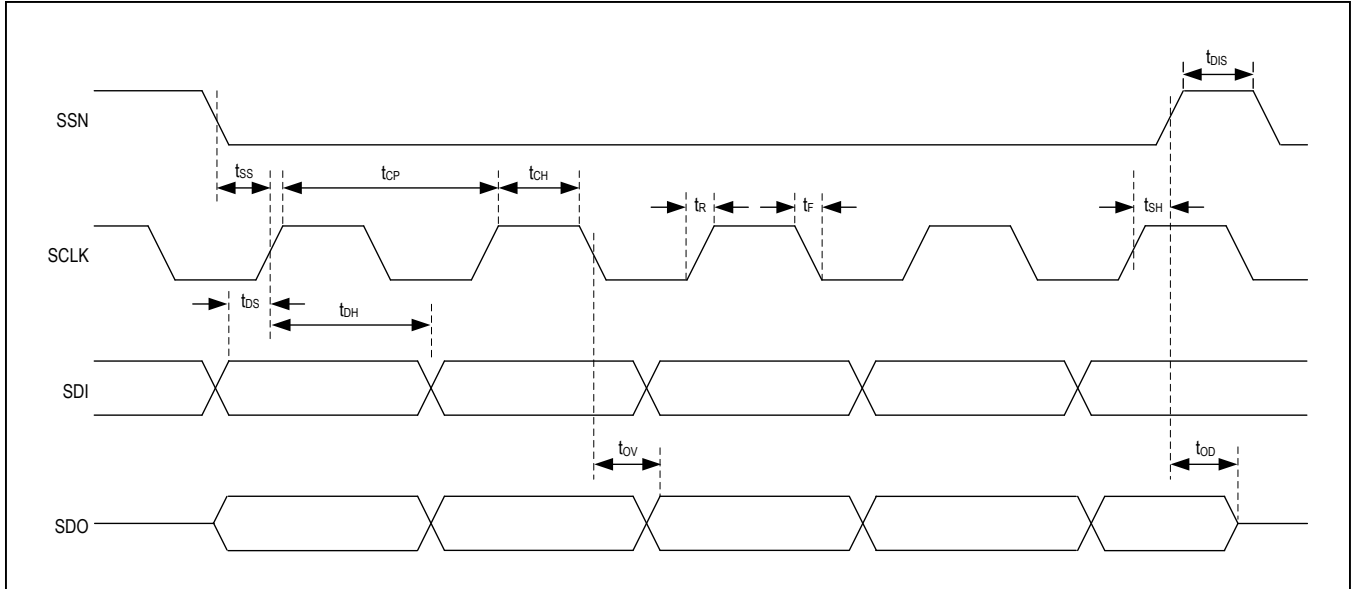 tDIS
SSN
tSS
tCP
tCH
tR
tF
tSH
SCLK
tDS
tDH
SDI
tOV
tOD
SDO